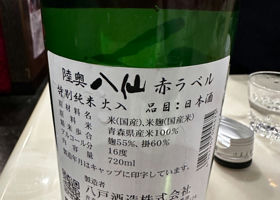 陸奥八仙 赤ラベル
特別純米 火入 品目:日本酒
原材料名 米(国産)、米麹(国産米)
原料米 青森県産米100%
精米歩合 麹55%、掛60%
アルコール分 16度
内容量 720ml
製造年月はキャップに印字しています。
製造者
八戸酒造株式会社